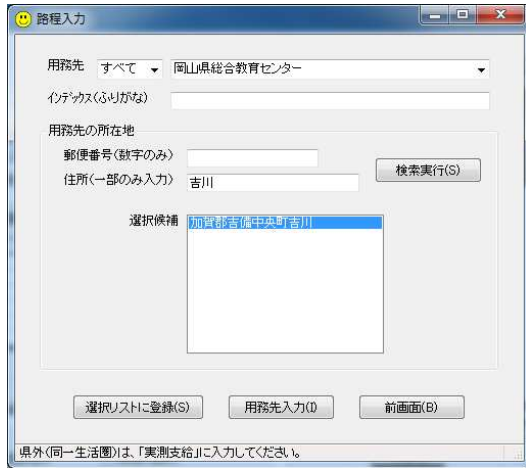 路程入力
用務先 すべて 岡山県総合教育センター
インデックス(ふりがな)
用務先の所在地
郵便番号(数字のみ)
検索実行(S)
住所(一部のみ入力) 吉川
選択候補 加賀郡吉備中央町吉川
選択リストに登録(S) 用務先入力(I) 前画面(B)
県外(同一生活圏)は、「実測支給」に入力してください。